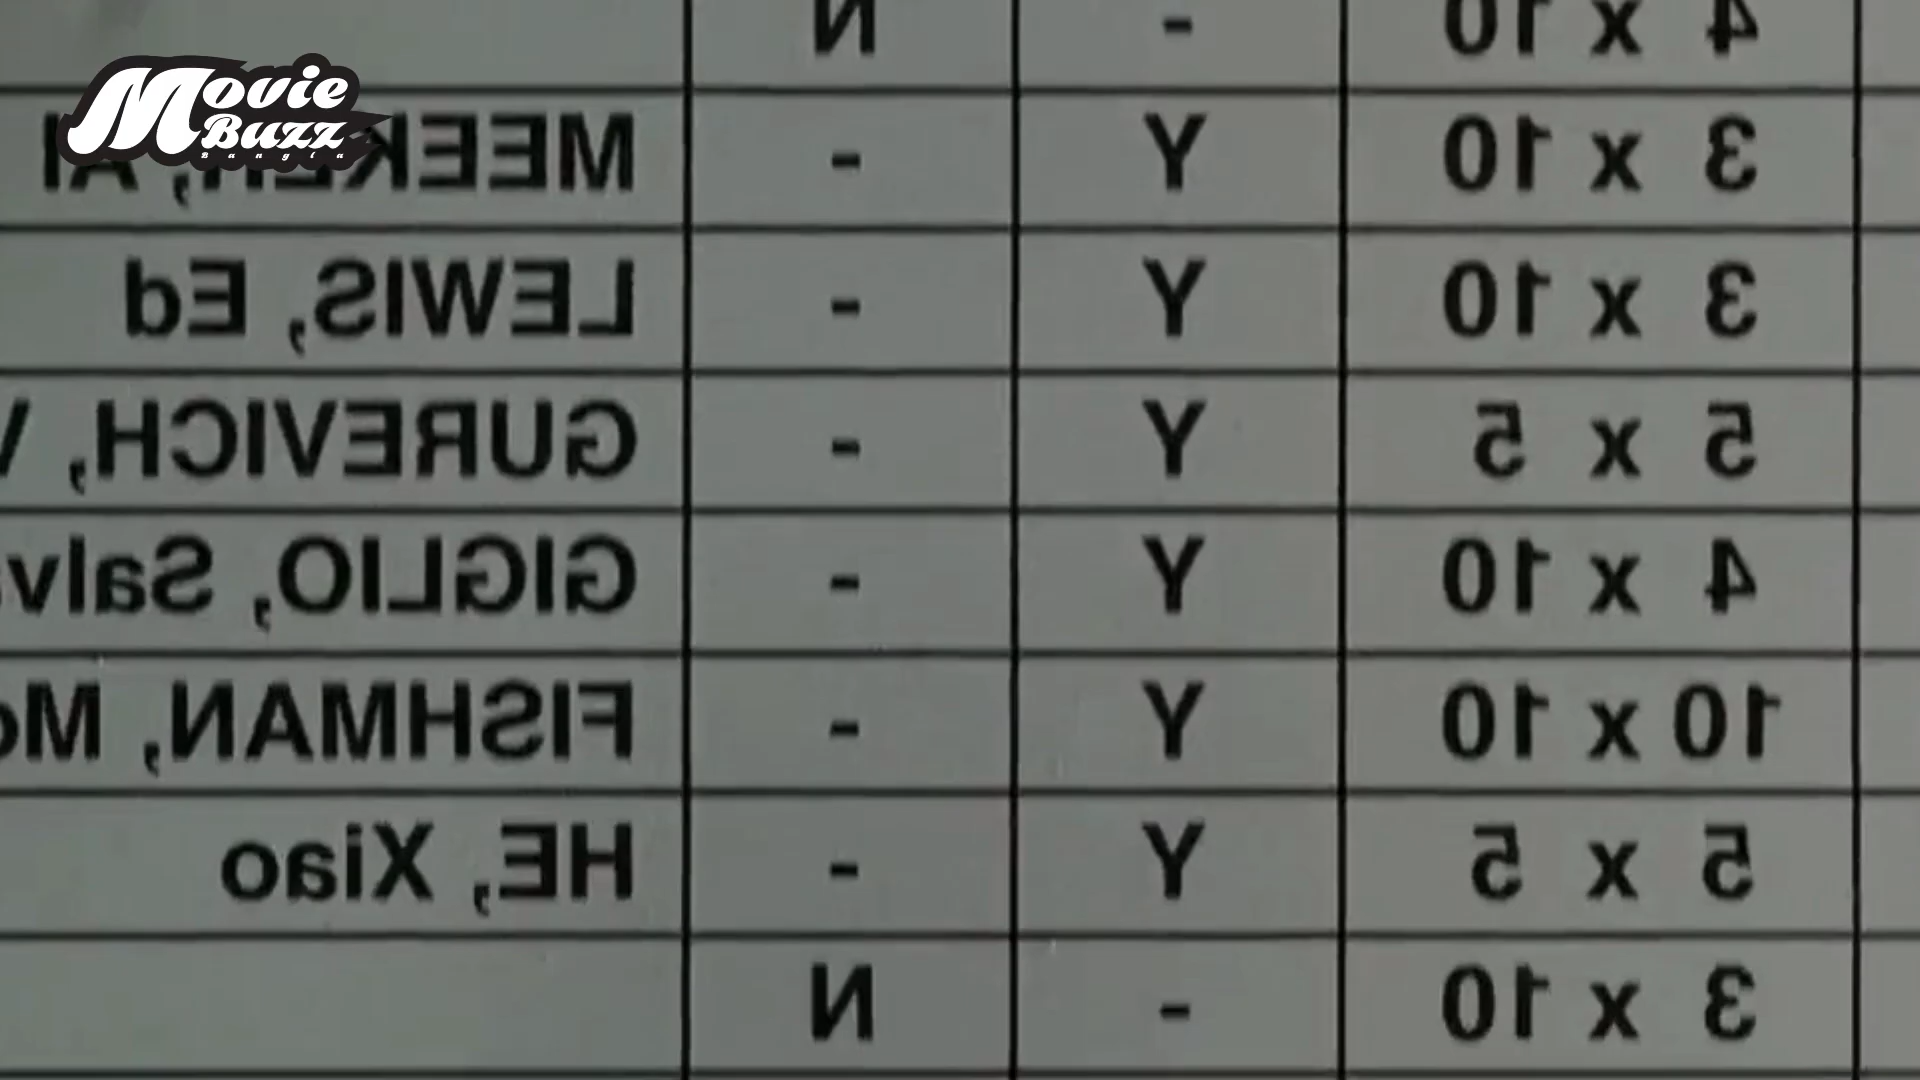 Movie
Buzz
Bangla
4 x 10 - N
3 x 10 Y - MEEKER, Al
3 x 10 Y - LEWIS, Ed
5 x 5 Y - GUREVICH, V
4 x 10 Y - GIGLIO, Salv
10 x 10 Y - FISHMAN, Mo
5 x 5 Y - HE, Xiao
3 x 10 - N